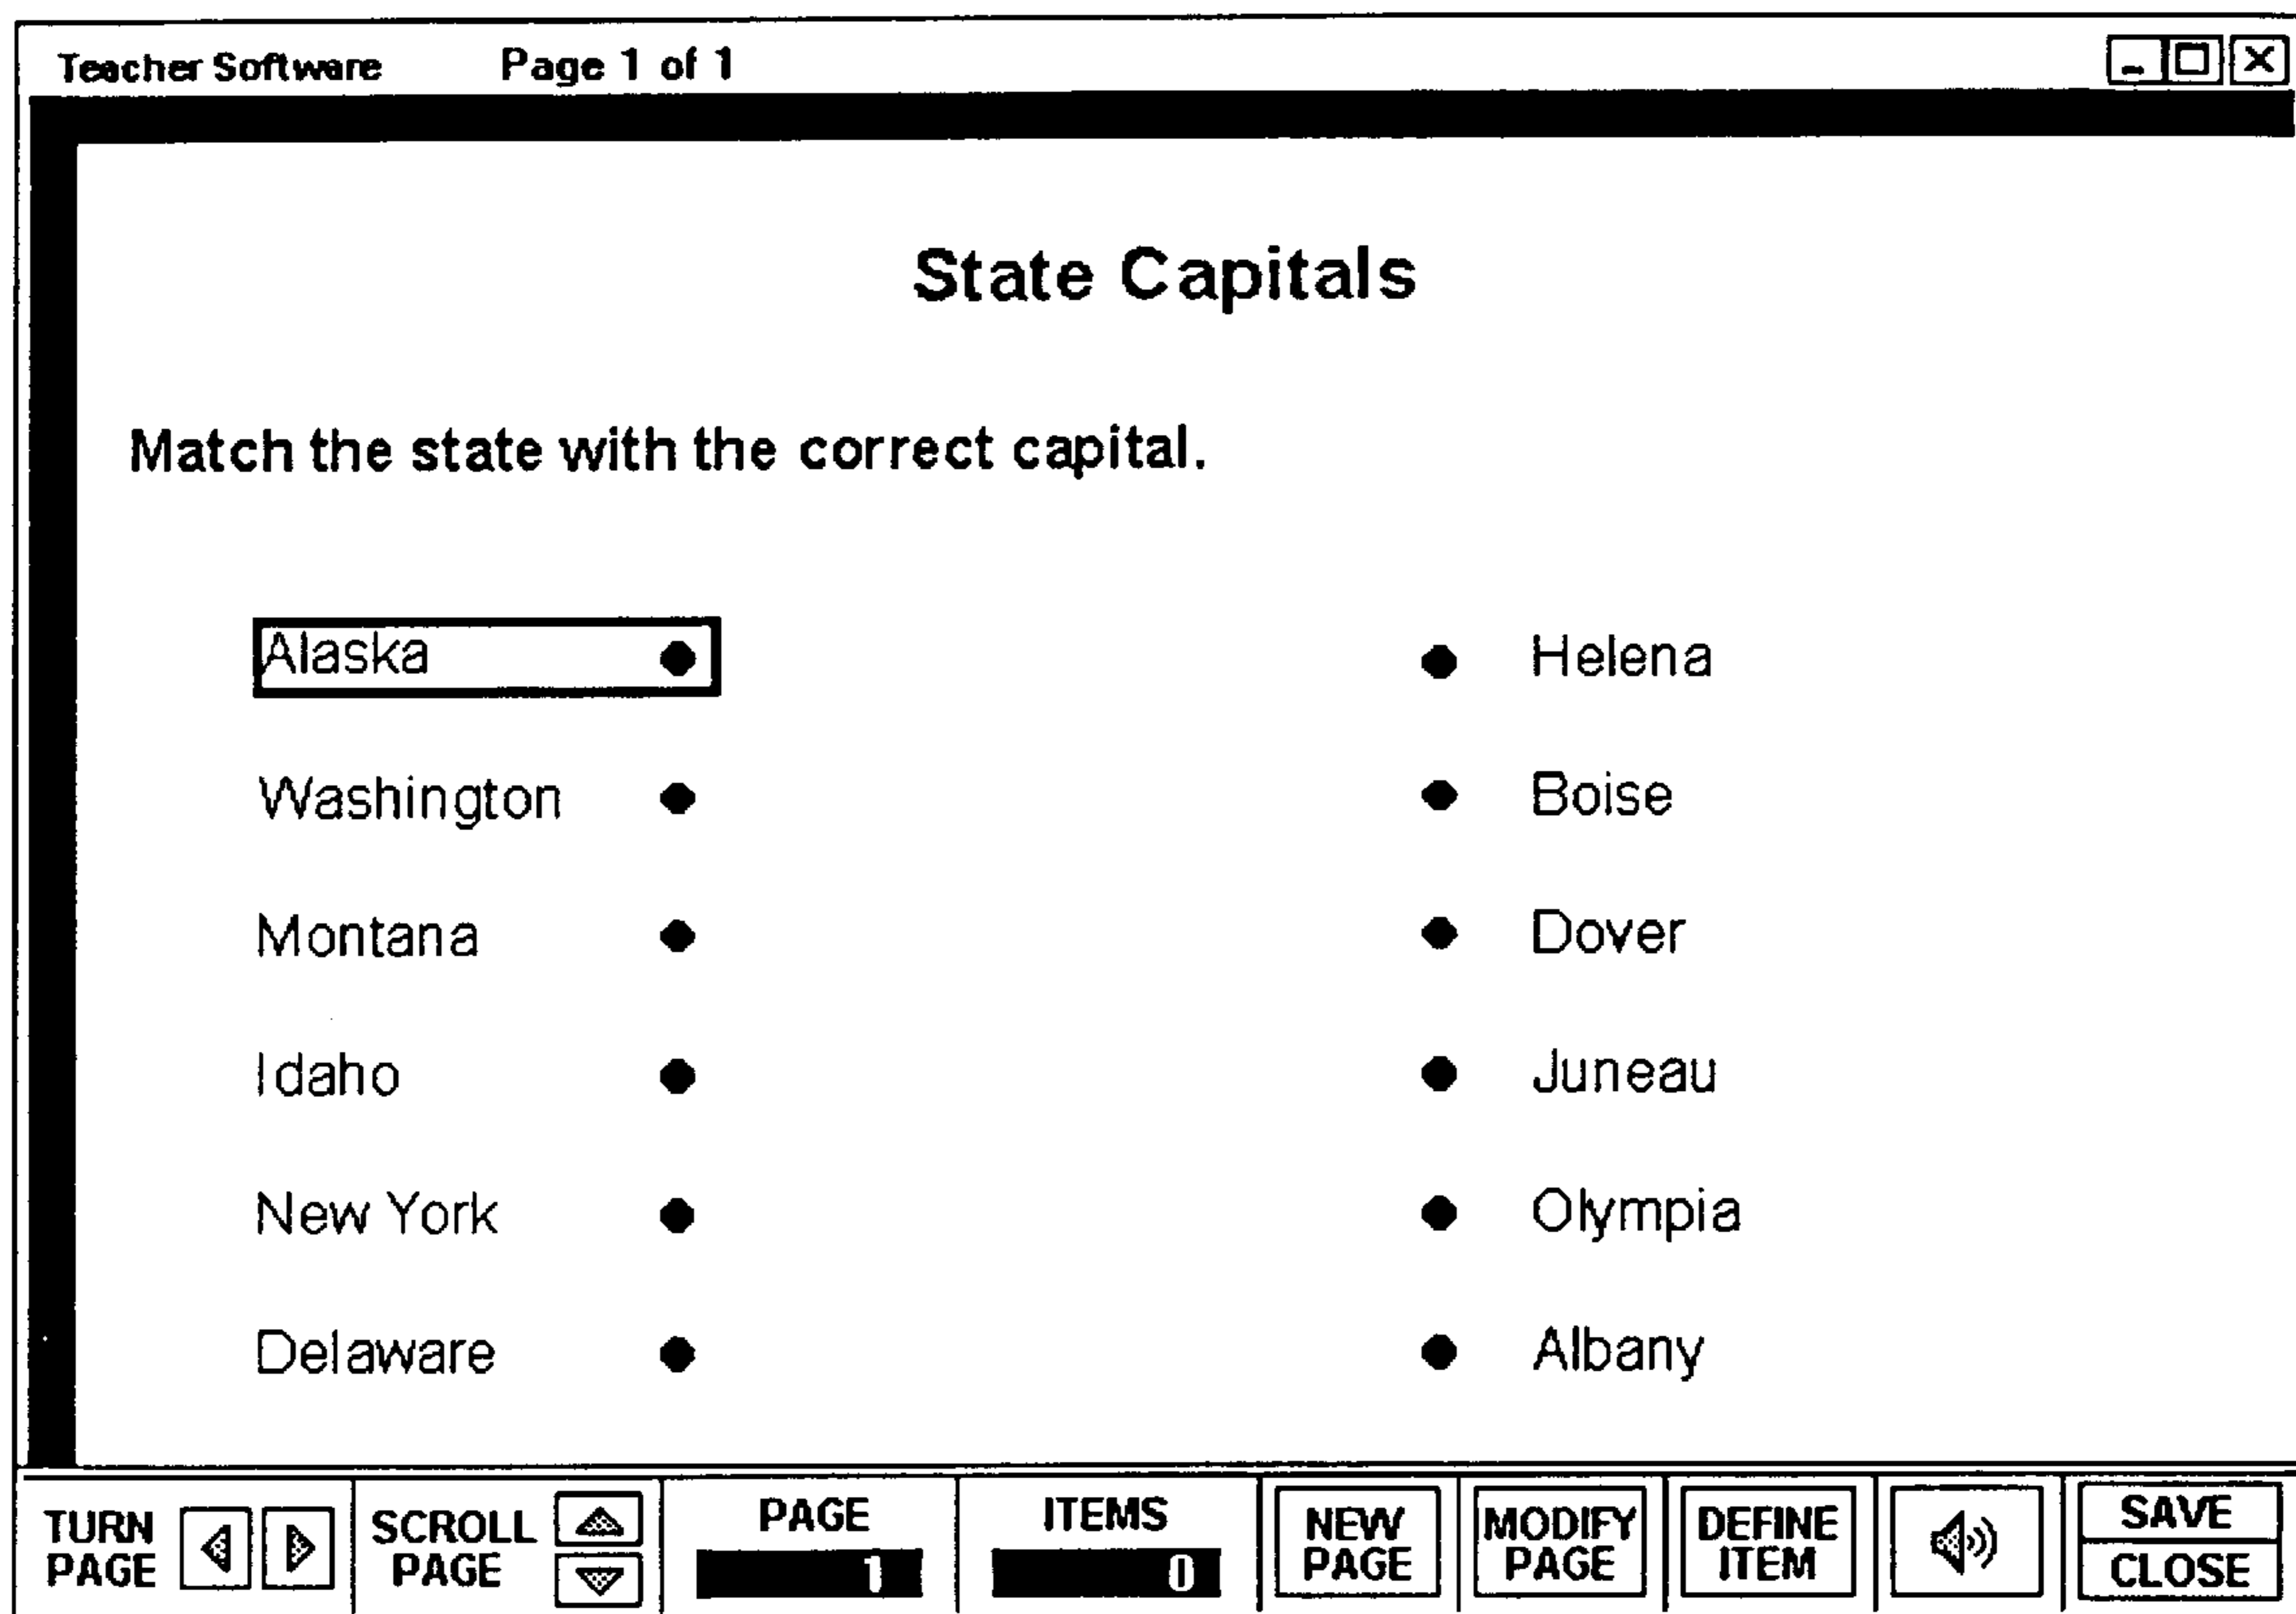 Teacher Software Page 1 of 1
State Capitals
Match the state with the correct capital.
Alaska Helena
Washington Boise
Montana Dover
Idaho Juneau
New York Olympia
Delaware Albany
TURN PAGE
SCROLL PAGE
PAGE
1
ITEMS
0
NEW PAGE
MODIFY PAGE
DEFINE ITEM
SAVE
CLOSE